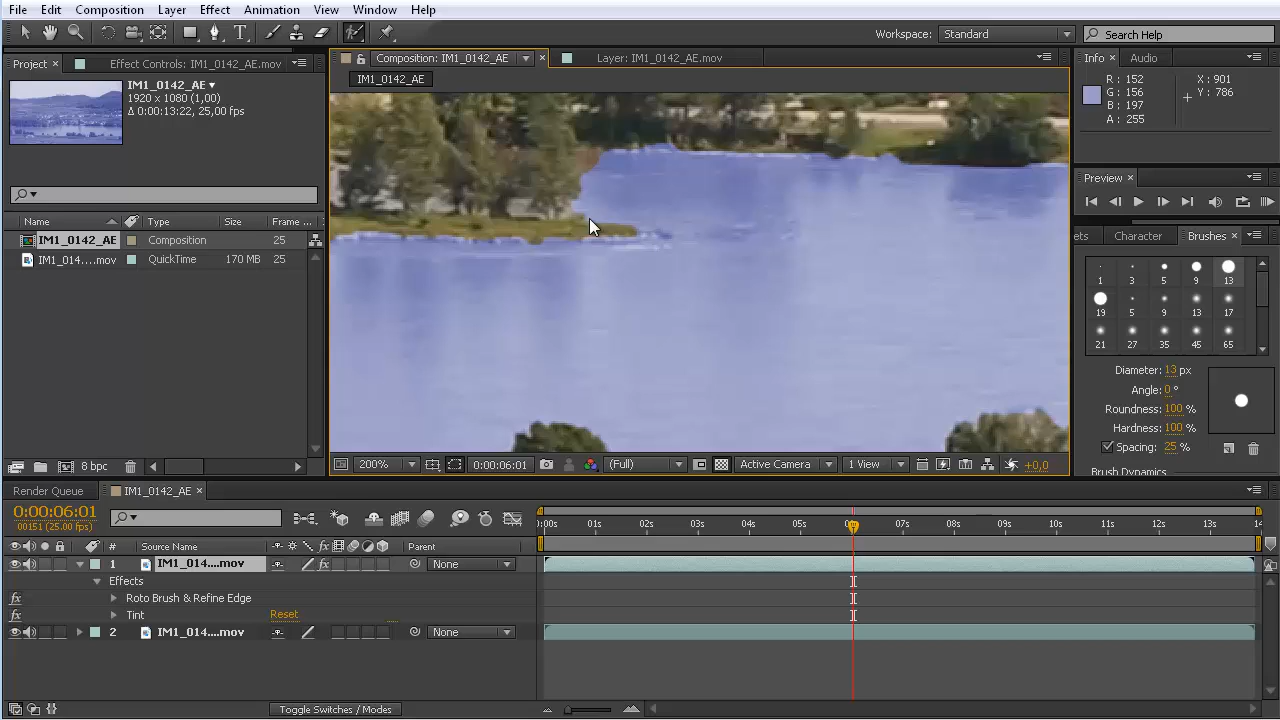 File Edit Composition Layer Effect Animation View Window Help
Workspace: Standard Search Help
Project × Effect Controls: IM1_0142_AE.mov
Composition: IM1_0142_AE × Layer: IM1_0142_AE.mov
Info × Audio
IM1_0142_AE
IM1_0142_AE
1920 x 1080 (1,00)
Δ 0:00:13:22, 25,00 fps
R : 152
G : 156
B : 197
A : 255
X : 901
Y : 786
Preview ×
Name Type Size Frame ...
IM1_0142_AE Composition 25
IM1_014....mov QuickTime 170 MB 25
ets Character Brushes ×
1 3 5 9 13
19 5 9 13 17
21 27 35 45 65
Diameter: 13 px
Angle: 0 °
Roundness: 100 %
Hardness: 100 %
Spacing: 25 %
Brush Dynamics
8 bpc
200% 0:00:06:01 (Full) Active Camera 1 View +0,0
Render Queue IM1_0142_AE ×
0:00:06:01
00151 (25.00 fps)
0:00s 01s 02s 03s 04s 05s 07s 08s 09s 10s 11s 12s 13s 14
# Source Name Parent
1 IM1_014....mov None
Effects
fx Roto Brush & Refine Edge
fx Tint Reset
2 IM1_014....mov None
Toggle Switches / Modes